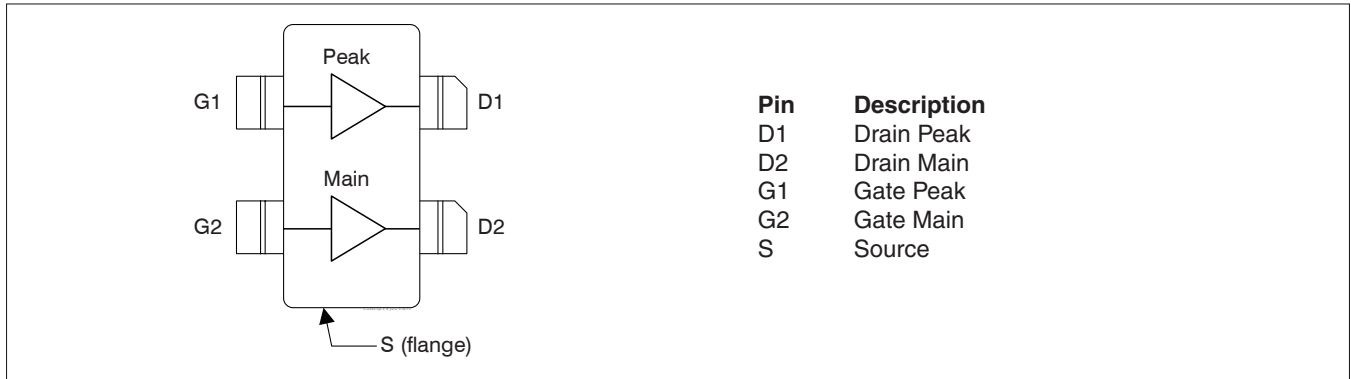 Peak
G1
D1
Main
G2
D2
S (flange)
Pin Description
D1 Drain Peak
D2 Drain Main
G1 Gate Peak
G2 Gate Main
S Source